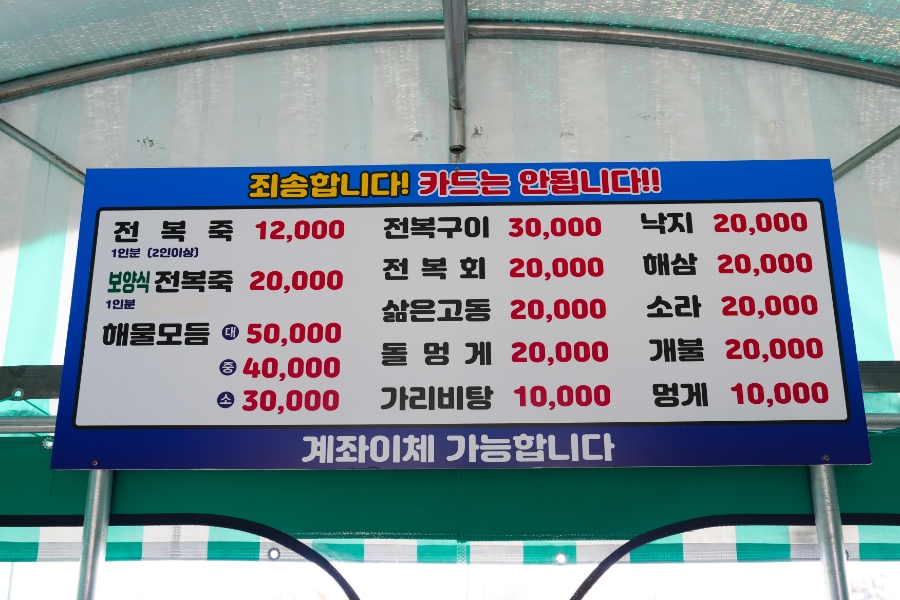 죄송합니다! 카드는 안됩니다!!
전복죽 12,000
1인분 (2인이상)
보양식 전복죽 20,000
1인분
해물모듬 대 50,000
중 40,000
소 30,000
전복구이 30,000
전복회 20,000
삶은고동 20,000
돌멍게 20,000
가리비탕 10,000
낙지 20,000
해삼 20,000
소라 20,000
개불 20,000
멍게 10,000
계좌이체 가능합니다